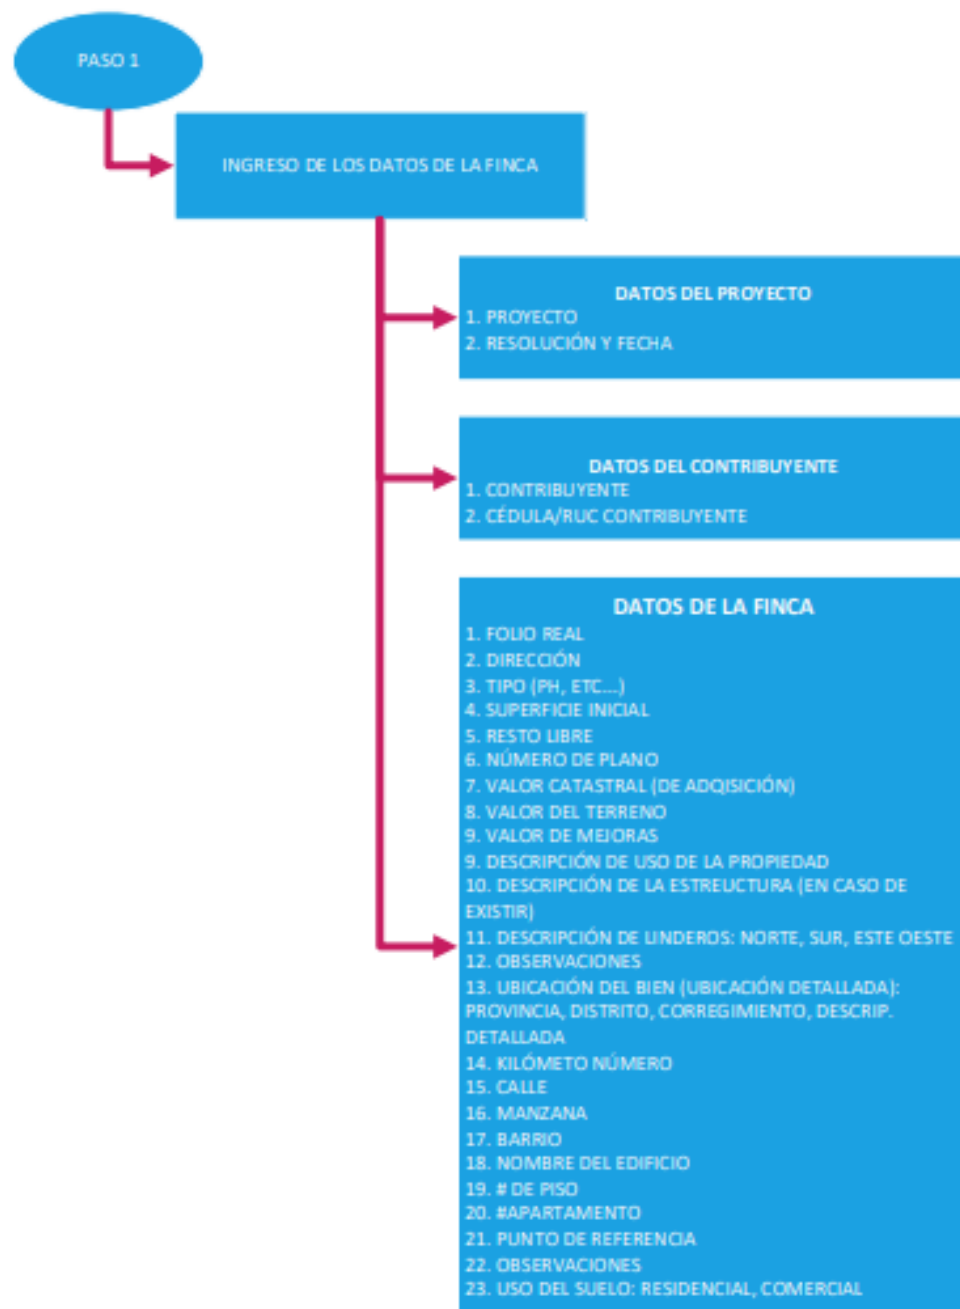 PASO 1
INGRESO DE LOS DATOS DE LA FINCA
DATOS DEL PROYECTO
1. PROYECTO
2. RESOLUCIÓN Y FECHA
DATOS DEL CONTRIBUYENTE
1. CONTRIBUYENTE
2. CÉDULA/RUC CONTRIBUYENTE
DATOS DE LA FINCA
1. FOLIO REAL
2. DIRECCIÓN
3. TIPO (PH, ETC...)
4. SUPERFICIE INICIAL
5. RESTO LIBRE
6. NÚMERO DE PLANO
7. VALOR CATASTRAL (DE ADQISICIÓN)
8. VALOR DEL TERRENO
9. VALOR DE MEJORAS
9. DESCRIPCIÓN DE USO DE LA PROPIEDAD
10. DESCRIPCIÓN DE LA ESTREUCTURA (EN CASO DE
EXISTIR)
11. DESCRIPCIÓN DE LINDEROS: NORTE, SUR, ESTE OESTE
12. OBSERVACIONES
13. UBICACIÓN DEL BIEN (UBICACIÓN DETALLADA):
PROVINCIA, DISTRITO, CORREGIMIENTO, DESCRIP.
DETALLADA
14. KILÓMETO NÚMERO
15. CALLE
16. MANZANA
17. BARRIO
18. NOMBRE DEL EDIFICIO
19. # DE PISO
20. #APARTAMENTO
21. PUNTO DE REFERENCIA
22. OBSERVACIONES
23. USO DEL SUELO: RESIDENCIAL, COMERCIAL